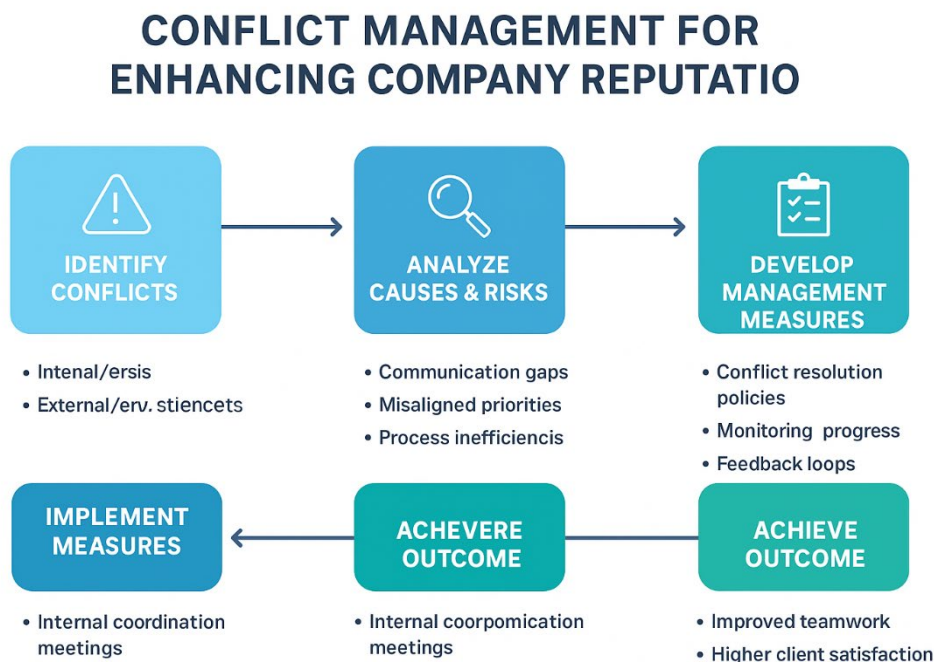 CONFLICT MANAGEMENT FOR
ENHANCING COMPANY REPUTATIO
IDENTIFY
CONFLICTS
• Intenal/ersis
• External/erv. stiencets
ANALYZE
CAUSES & RISKS
• Communication gaps
• Misaligned priorities
• Process inefficiencis
DEVELOP
MANAGEMENT
MEASURES
• Conflict resolution
policies
• Monitoring progress
• Feedback loops
IMPLEMENT
MEASURES
• Internal coordination
meetings
ACHEVERE
OUTCOME
• Internal coorpomication
meetings
ACHIEVE
OUTCOME
• Improved teamwork
• Higher client satisfaction